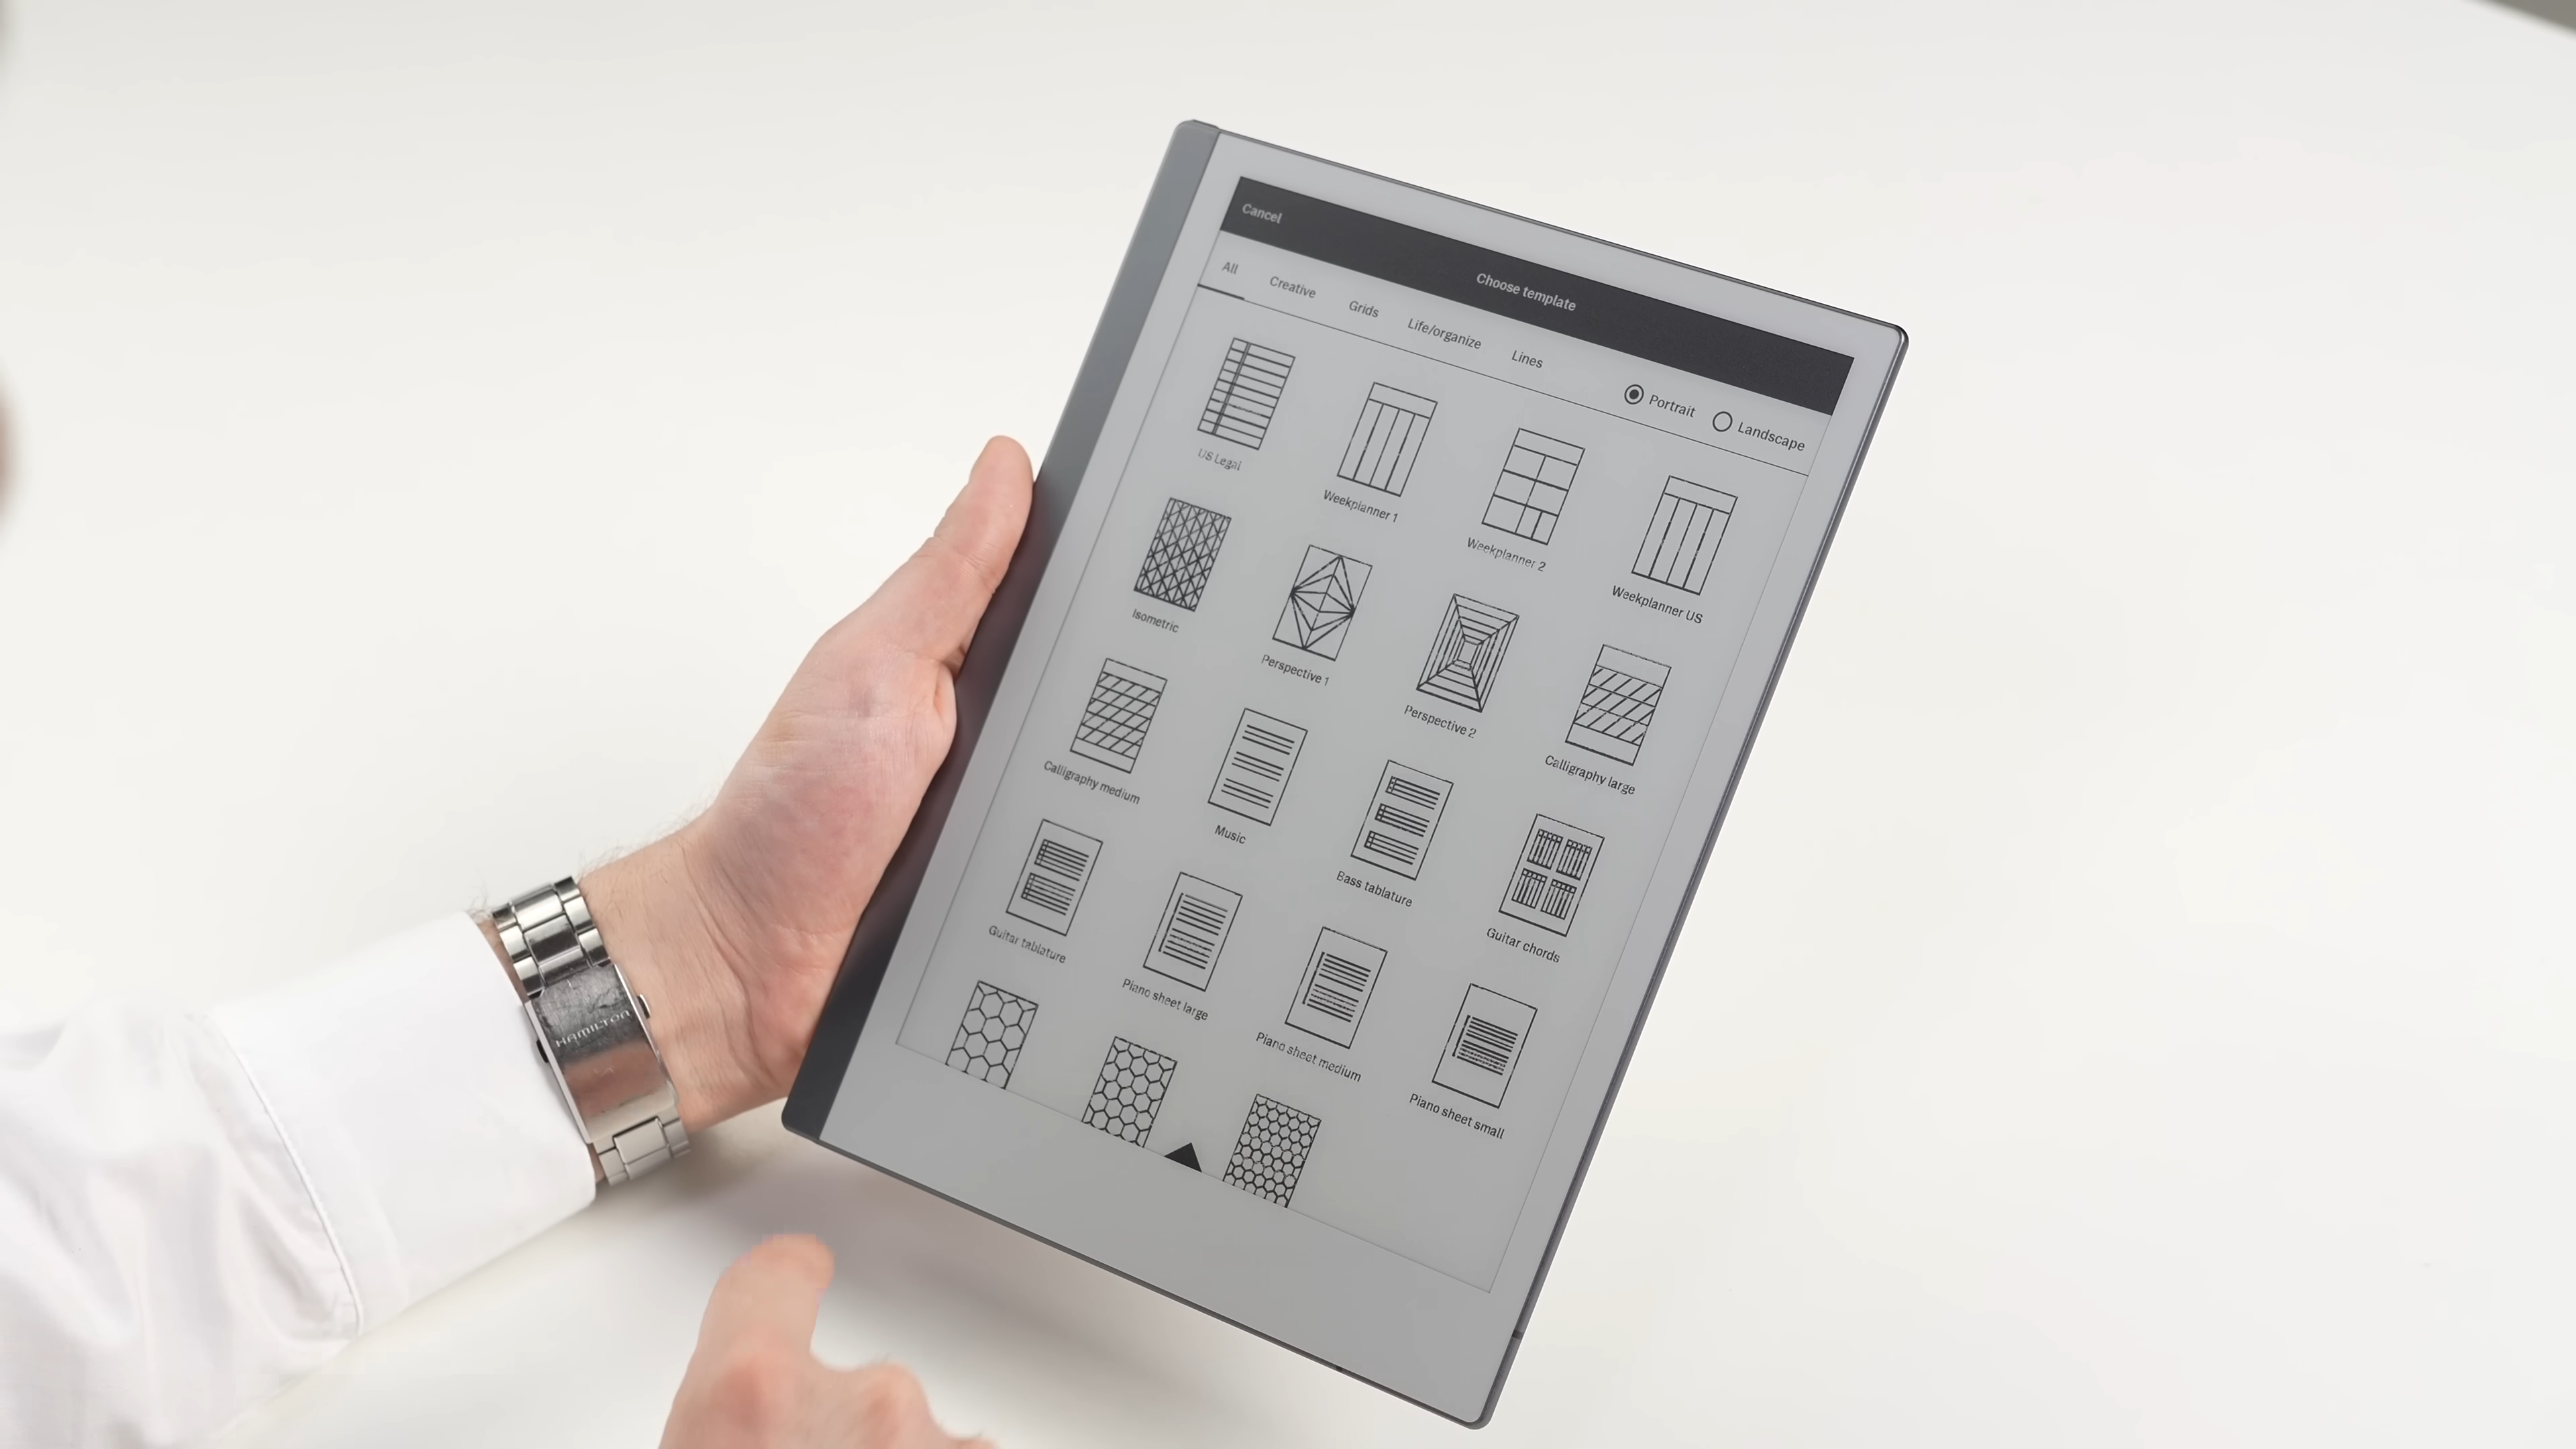 Cancel
Choose template
All
Creative
Grids
Life/organize
Lines
Portrait
Landscape
US Legal
Weekplanner 1
Weekplanner 2
Weekplanner US
Isometric
Perspective 1
Perspective 2
Calligraphy large
Calligraphy medium
Music
Bass tablature
Guitar chords
Guitar tablature
Piano sheet large
Piano sheet medium
Piano sheet small
HAMILTON